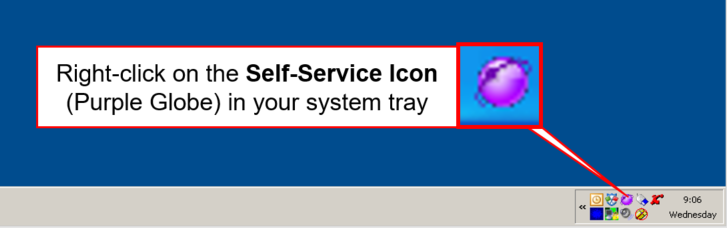 Right-click on the Self-Service Icon
(Purple Globe) in your system tray
« 9:06
Wednesday